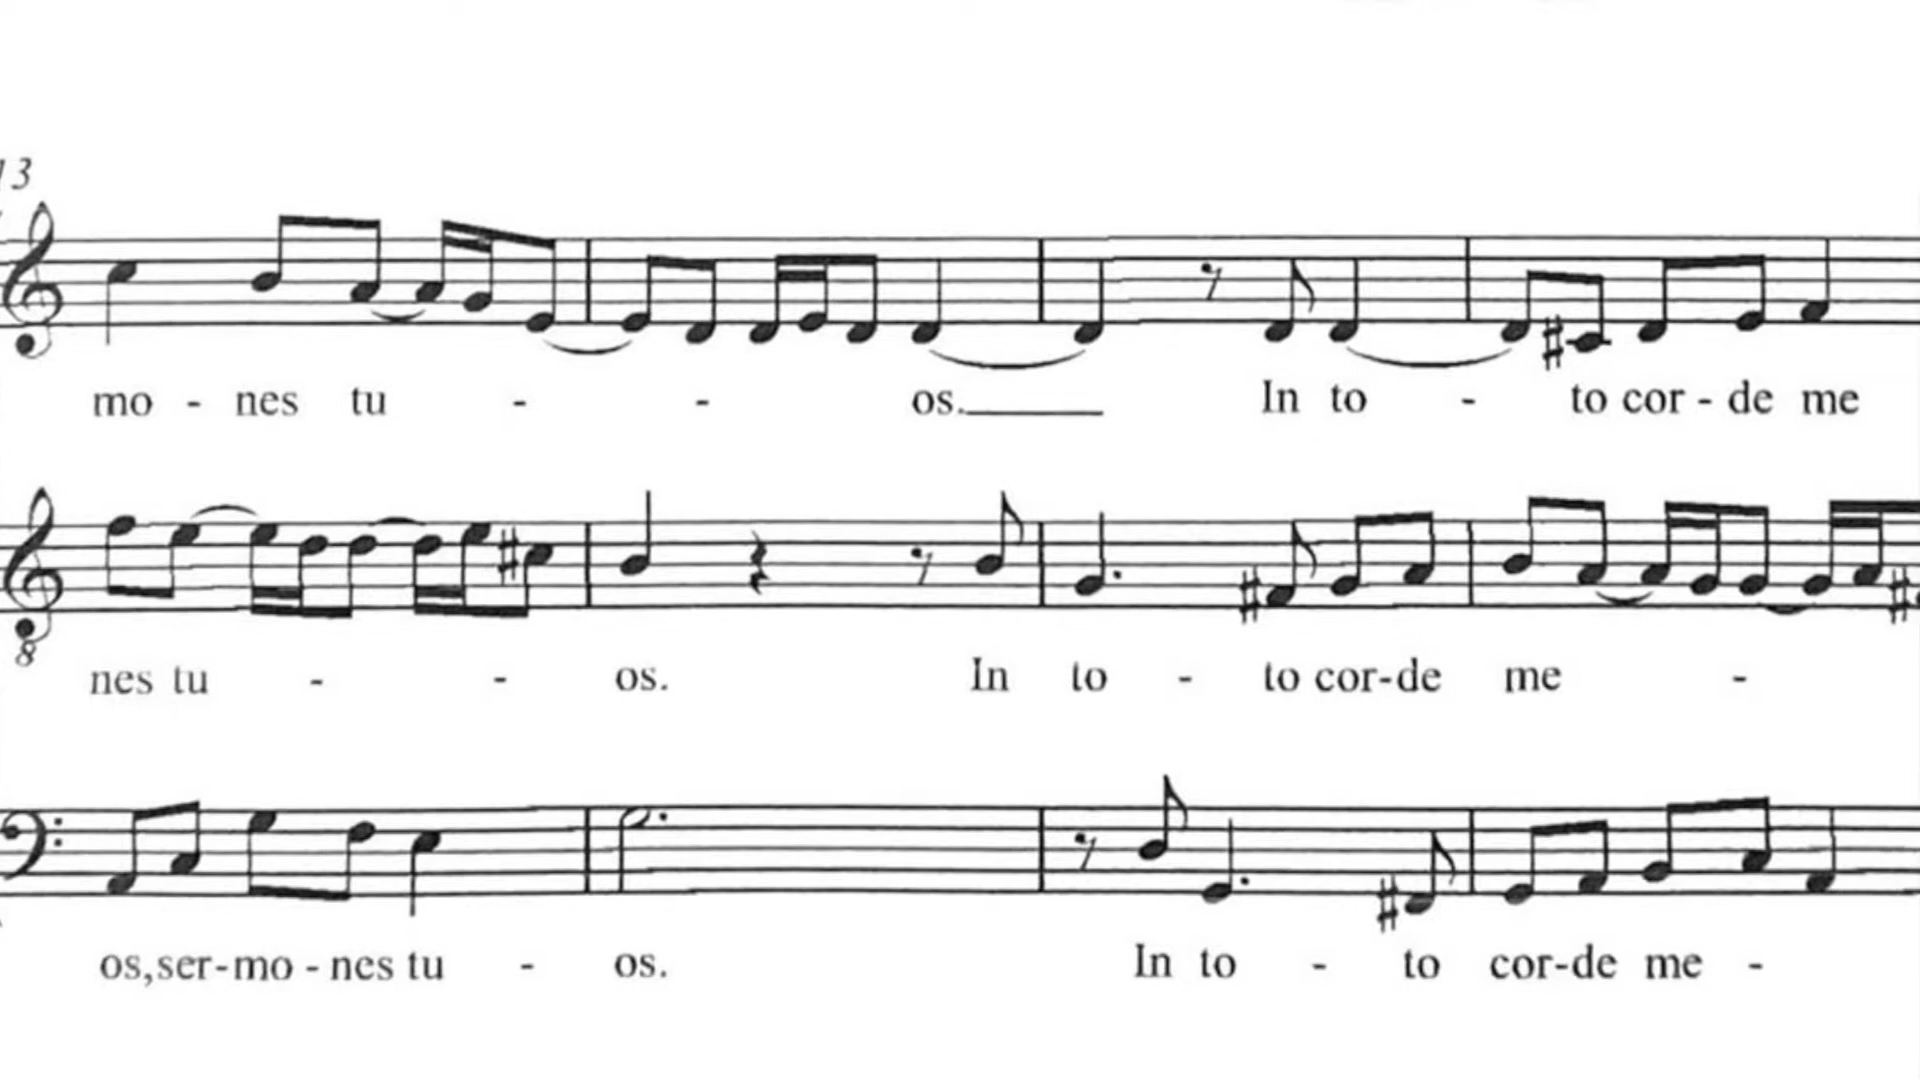 13
mo - nes tu - - os.____ In to - to cor - de me
8
nes tu - - os. In to - to cor-de me -
os, ser-mo - nes tu - os. In to - to cor-de me -